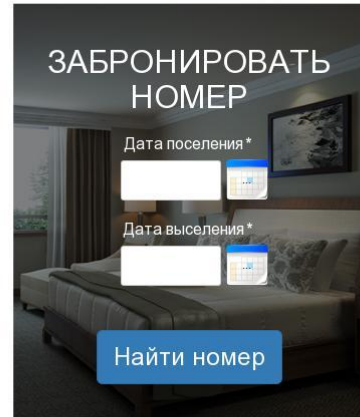 ЗАБРОНИРОВАТЬ
НОМЕР
Дата поселения*
Дата выселения*
Найти номер